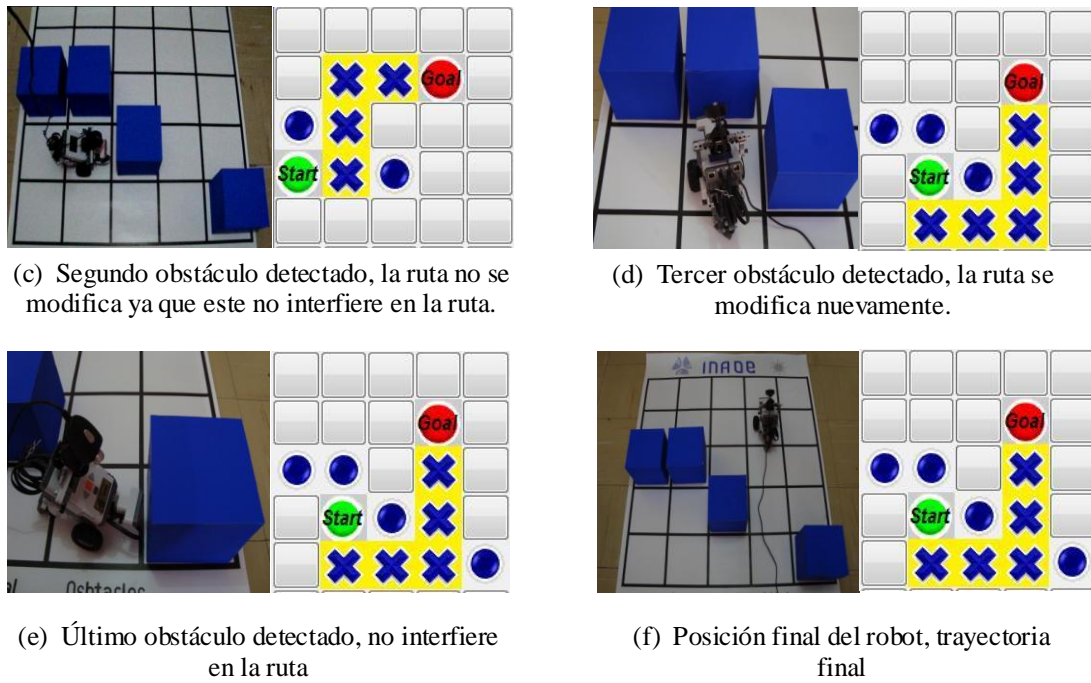 Goal
Start
Goal
Start
(c) Segundo obstáculo detectado, la ruta no se
modifica ya que este no interfiere en la ruta.
(d) Tercer obstáculo detectado, la ruta se
modifica nuevamente.
Goal
Start
Oshtacles
INAOE
Goal
Start
(e) Último obstáculo detectado, no interfiere
en la ruta
(f) Posición final del robot, trayectoria
final